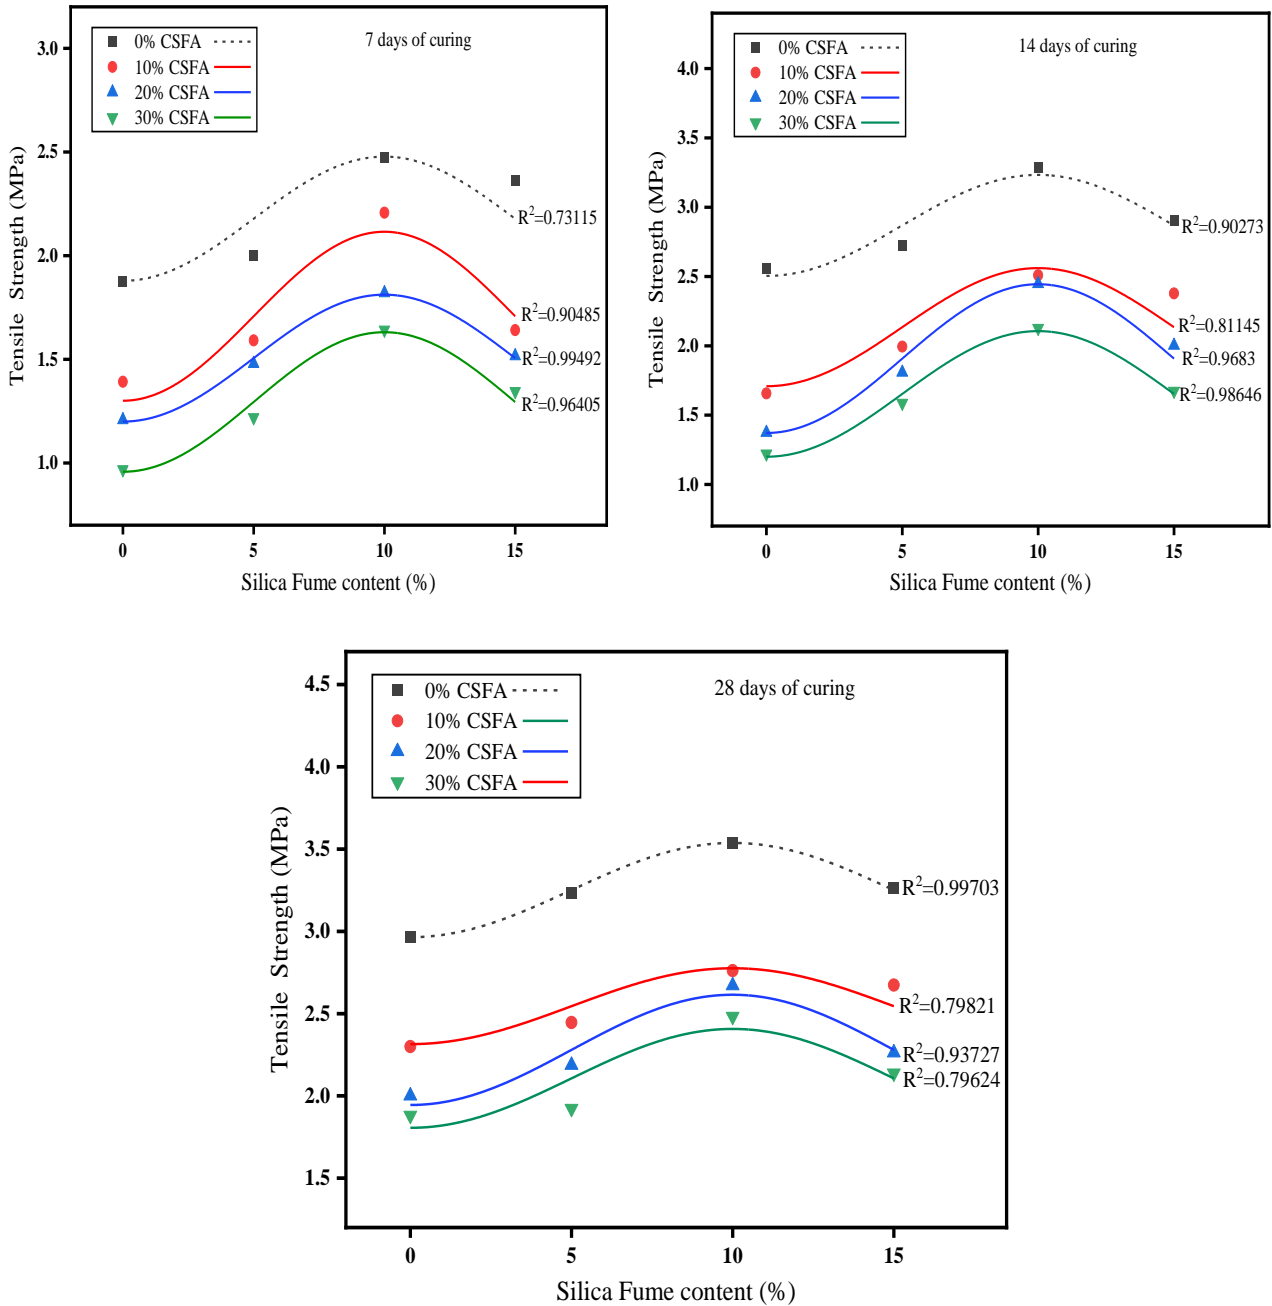 3.0
2.5
2.0
1.5
1.0
0
5
10
15
Tensile Strength (MPa)
Silica Fume content (%)
7 days of curing
0% CSFA
10% CSFA
20% CSFA
30% CSFA
R²=0.73115
R²=0.90485
R²=0.99492
R²=0.96405
4.0
3.5
3.0
2.5
2.0
1.5
1.0
0
5
10
15
Tensile Strength (MPa)
Silica Fume content (%)
14 days of curing
0% CSFA
10% CSFA
20% CSFA
30% CSFA
R²=0.90273
R²=0.81145
R²=0.9683
R²=0.98646
4.5
4.0
3.5
3.0
2.5
2.0
1.5
0
5
10
15
Tensile Strength (MPa)
Silica Fume content (%)
28 days of curing
0% CSFA
10% CSFA
20% CSFA
30% CSFA
R²=0.99703
R²=0.79821
R²=0.93727
R²=0.79624